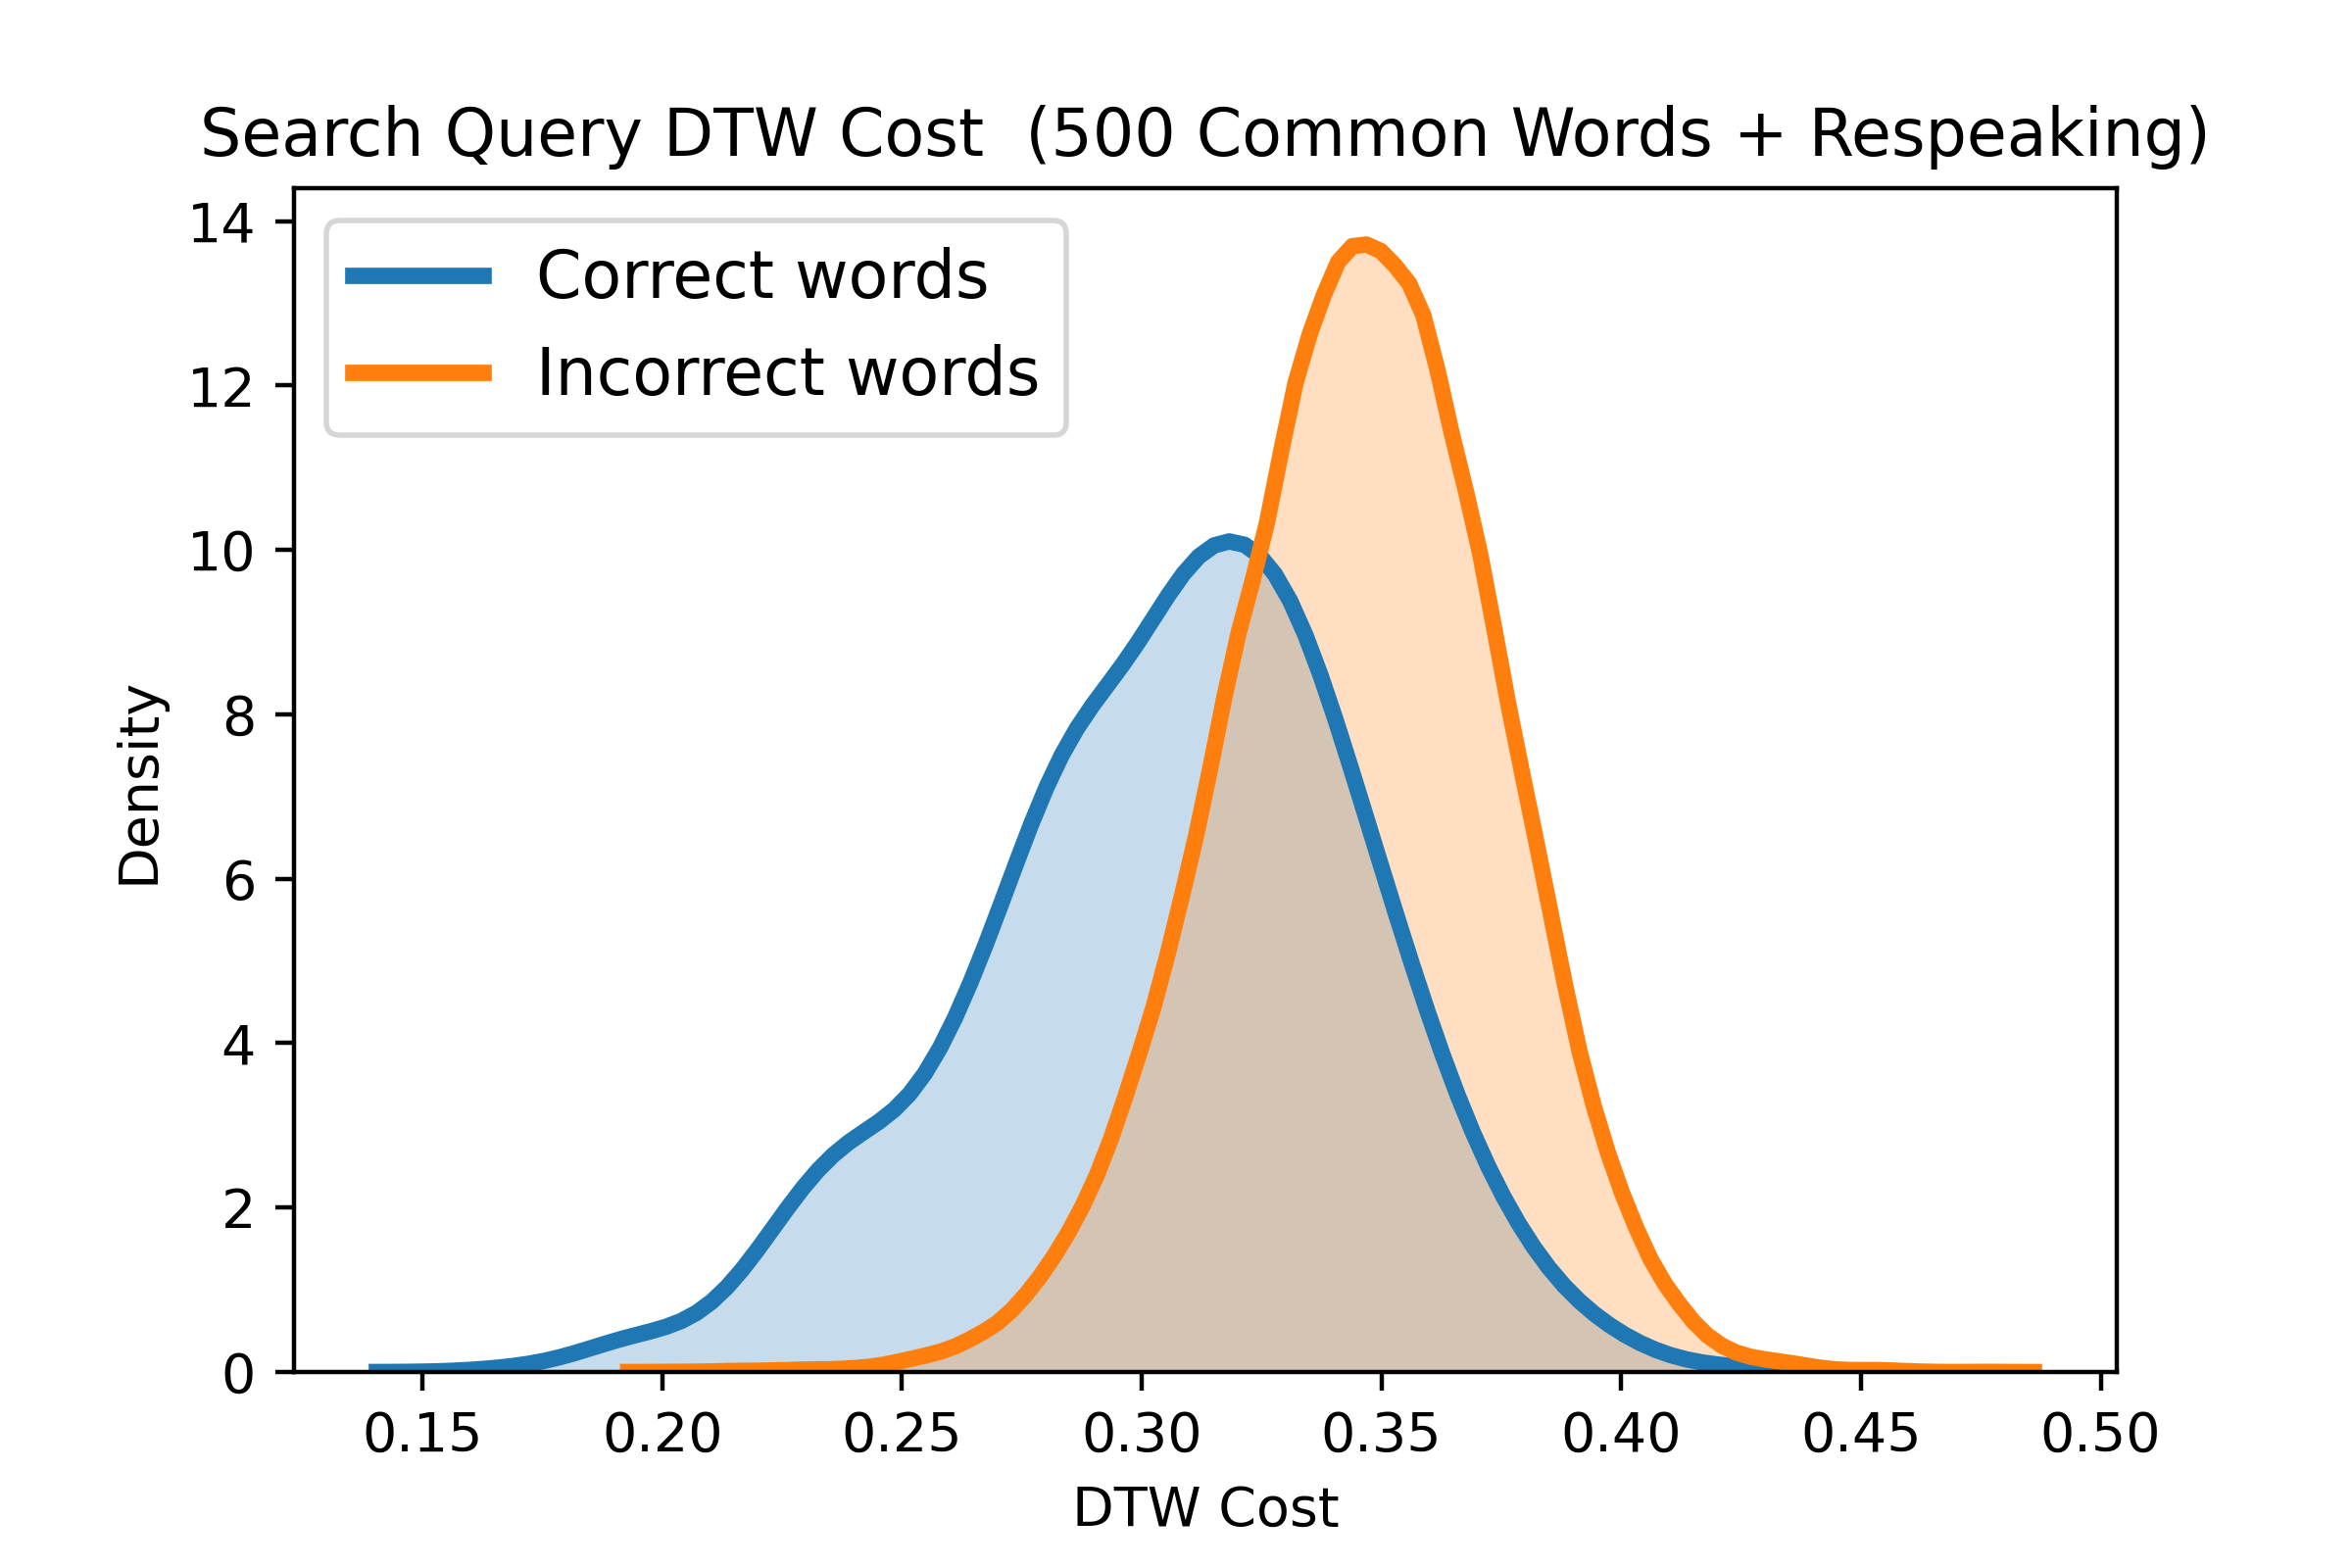 Search Query DTW Cost  (500 Common Words + Respeaking)
Correct words
Incorrect words
14
12
10
8
6
4
2
0
Density
0.15 0.20 0.25 0.30 0.35 0.40 0.45 0.50
DTW Cost